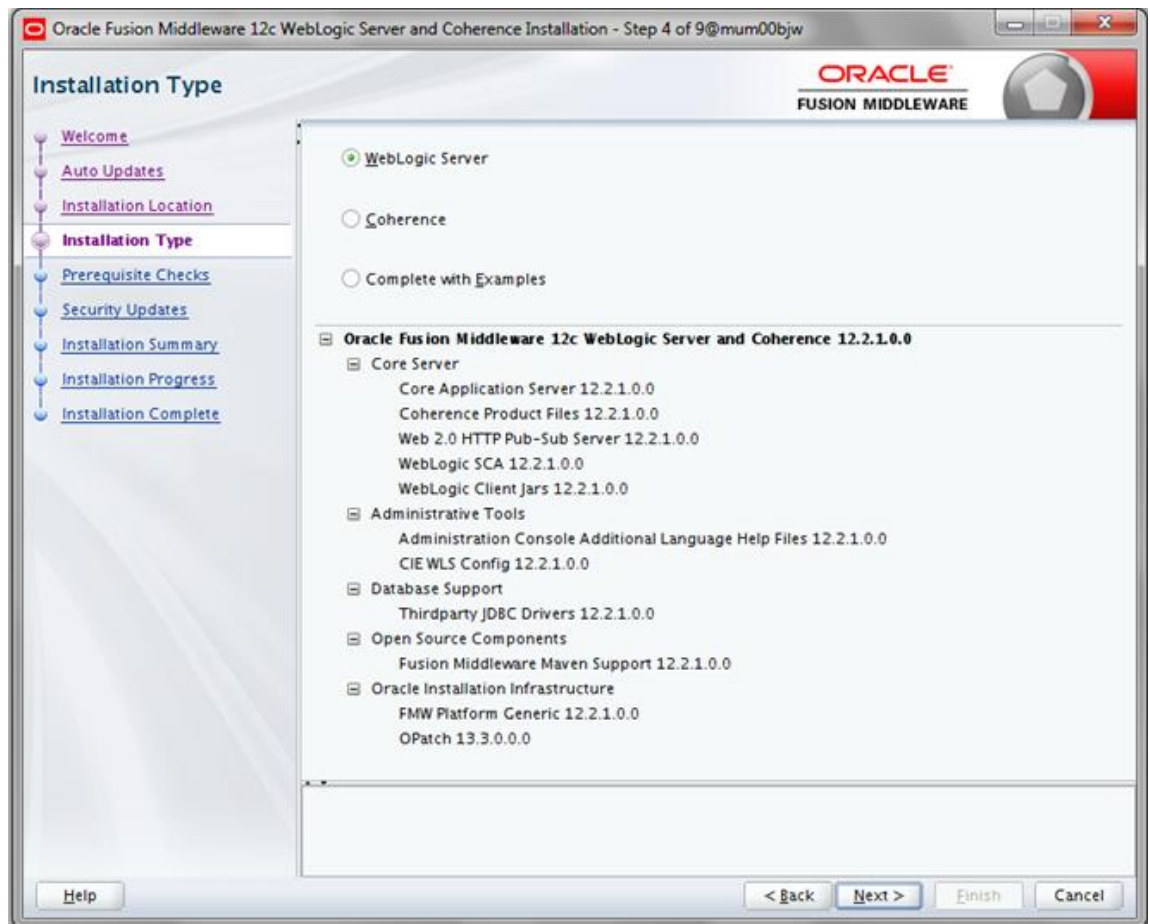 Oracle Fusion Middleware 12c WebLogic Server and Coherence Installation - Step 4 of 9@mum00bjw
Installation Type
ORACLE
FUSION MIDDLEWARE
Welcome
Auto Updates
Installation Location
Installation Type
Prerequisite Checks
Security Updates
Installation Summary
Installation Progress
Installation Complete
WebLogic Server
Coherence
Complete with Examples
Oracle Fusion Middleware 12c WebLogic Server and Coherence 12.2.1.0.0
Core Server
Core Application Server 12.2.1.0.0
Coherence Product Files 12.2.1.0.0
Web 2.0 HTTP Pub-Sub Server 12.2.1.0.0
WebLogic SCA 12.2.1.0.0
WebLogic Client Jars 12.2.1.0.0
Administrative Tools
Administration Console Additional Language Help Files 12.2.1.0.0
CIE WLS Config 12.2.1.0.0
Database Support
Thirdparty JDBC Drivers 12.2.1.0.0
Open Source Components
Fusion Middleware Maven Support 12.2.1.0.0
Oracle Installation Infrastructure
FMW Platform Generic 12.2.1.0.0
OPatch 13.3.0.0.0
Help
< Back
Next >
Finish
Cancel